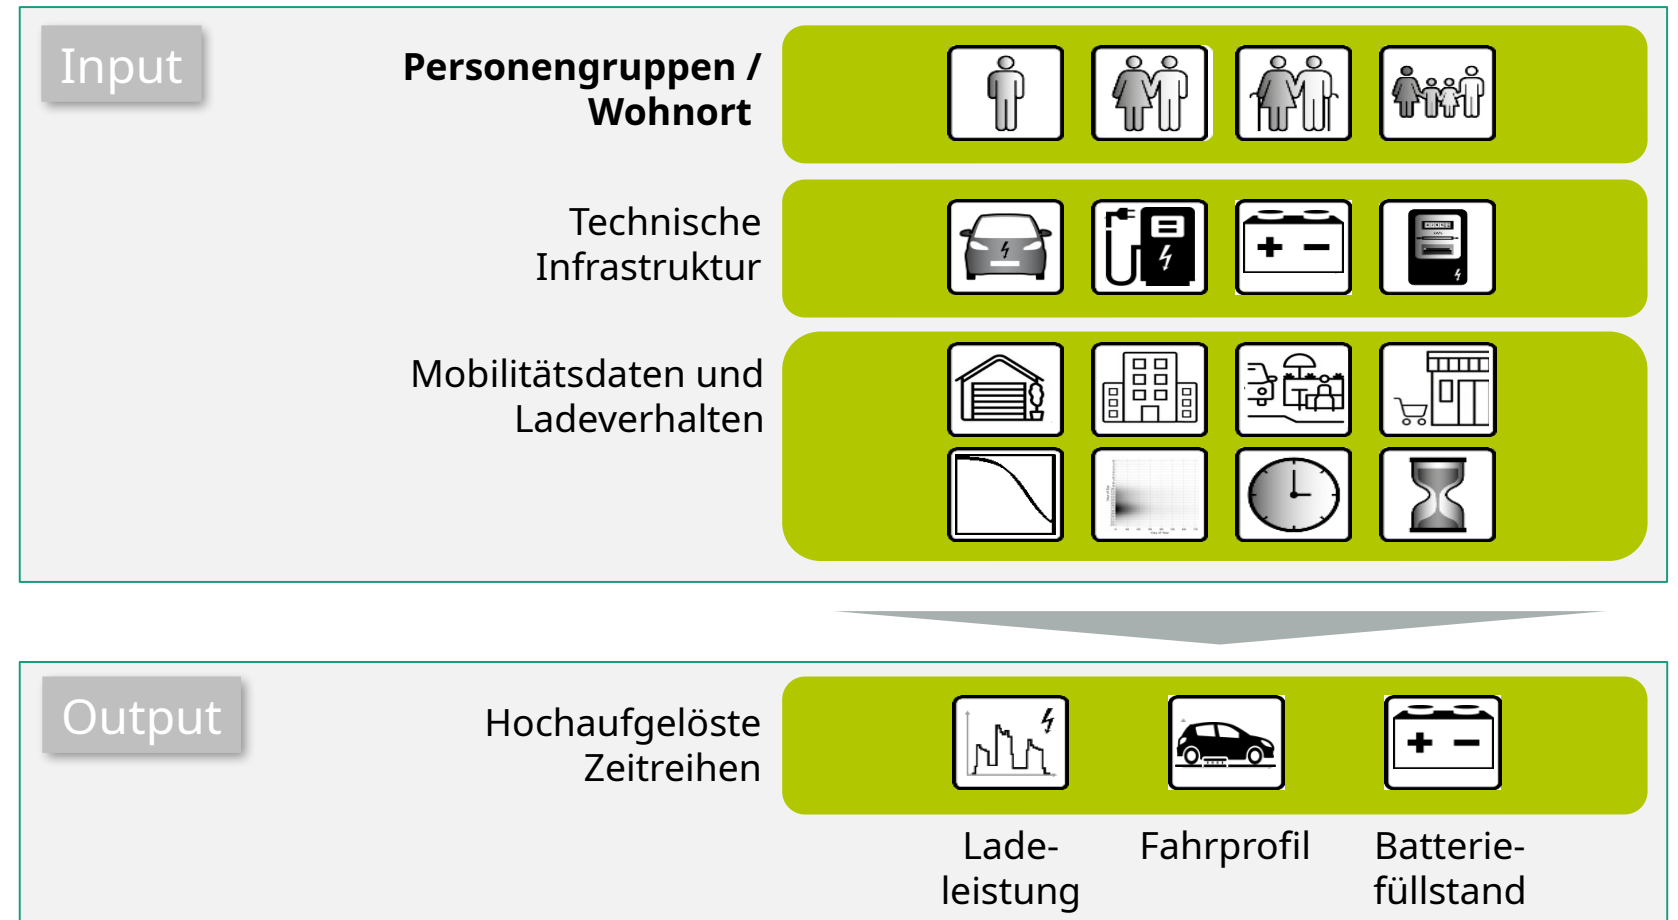 Input
Personengruppen /
Wohnort
Technische
Infrastruktur
Mobilitätsdaten und
Ladeverhalten
Output
Hochaufgelöste
Zeitreihen
Lade-
leistung
Fahrprofil
Batterie-
füllstand